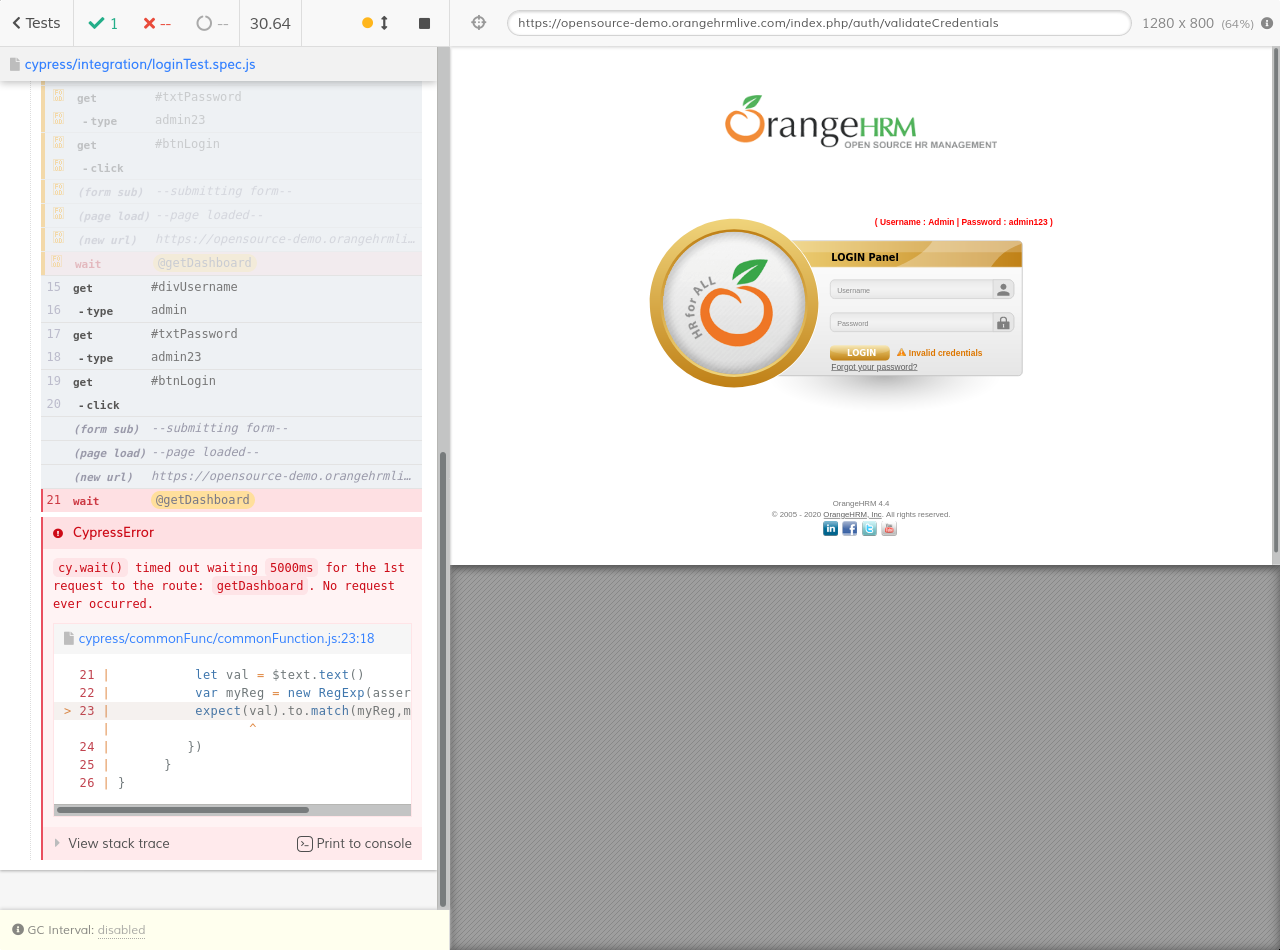 Tests 1 -- -- 30.64
cypress/integration/loginTest.spec.js
get #txtPassword
-type admin23
get #btnLogin
-click
(form sub) --submitting form--
(page load) --page loaded--
(new url) https://opensource-demo.orangehrmli…
wait @getDashboard
15 get #divUsername
16 -type admin
17 get #txtPassword
18 -type admin23
19 get #btnLogin
20 -click
(form sub) --submitting form--
(page load) --page loaded--
(new url) https://opensource-demo.orangehrmli…
21 wait @getDashboard
CypressError
cy.wait() timed out waiting 5000ms for the 1st
request to the route: getDashboard. No request
ever occurred.
cypress/commonFunc/commonFunction.js:23:18
21 | let val = $text.text()
22 | var myReg = new RegExp(asser
> 23 | expect(val).to.match(myReg,m
| ^
24 | })
25 | }
26 | }
View stack trace Print to console
GC Interval: disabled
https://opensource-demo.orangehrmlive.com/index.php/auth/validateCredentials 1280 x 800 (64%)
OrangeHRM
OPEN SOURCE HR MANAGEMENT
( Username : Admin | Password : admin123 )
HR for ALL
LOGIN Panel
Username
Password
LOGIN Invalid credentials
Forgot your password?
OrangeHRM 4.4
© 2005 - 2020 OrangeHRM, Inc. All rights reserved.
in f t